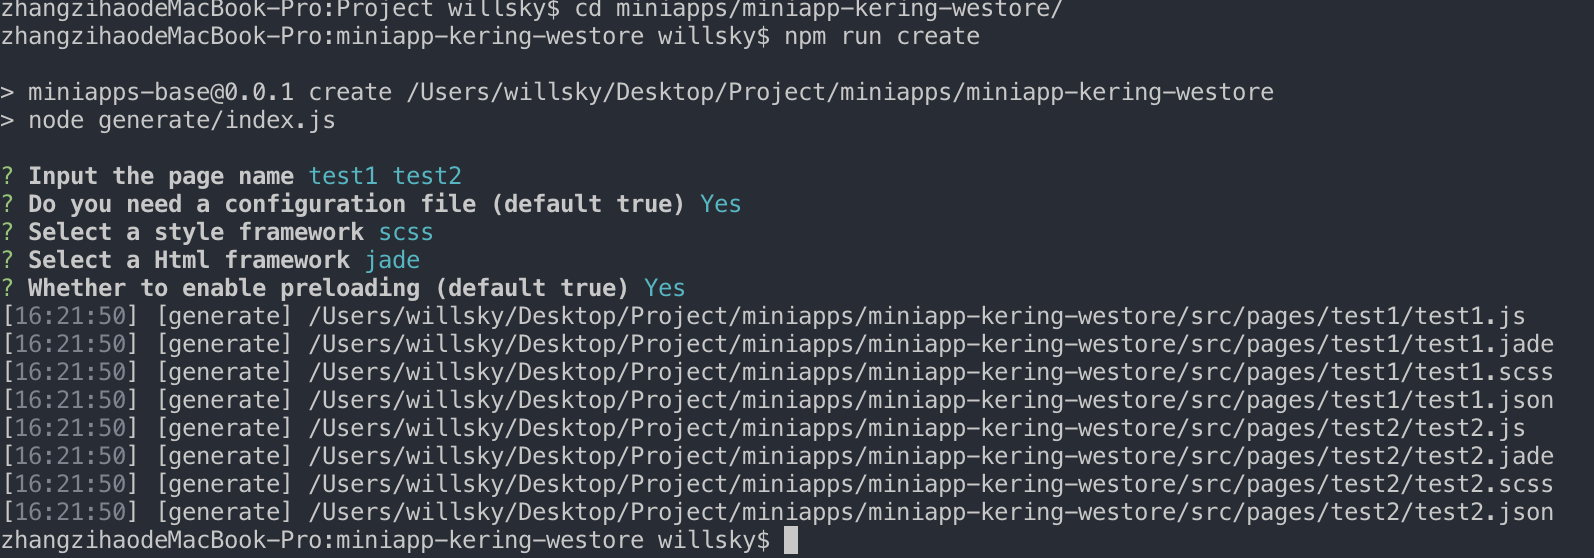 zhangzihaodeMacBook-Pro:Project willsky$ cd miniapps/miniapp-kering-westore/
zhangzihaodeMacBook-Pro:miniapp-kering-westore willsky$ npm run create
> miniapps-base@0.0.1 create /Users/willsky/Desktop/Project/miniapps/miniapp-kering-westore
> node generate/index.js
? Input the page name test1 test2
? Do you need a configuration file (default true) Yes
? Select a style framework scss
? Select a Html framework jade
? Whether to enable preloading (default true) Yes
[16:21:50] [generate] /Users/willsky/Desktop/Project/miniapps/miniapp-kering-westore/src/pages/test1/test1.js
[16:21:50] [generate] /Users/willsky/Desktop/Project/miniapps/miniapp-kering-westore/src/pages/test1/test1.jade
[16:21:50] [generate] /Users/willsky/Desktop/Project/miniapps/miniapp-kering-westore/src/pages/test1/test1.scss
[16:21:50] [generate] /Users/willsky/Desktop/Project/miniapps/miniapp-kering-westore/src/pages/test1/test1.json
[16:21:50] [generate] /Users/willsky/Desktop/Project/miniapps/miniapp-kering-westore/src/pages/test2/test2.js
[16:21:50] [generate] /Users/willsky/Desktop/Project/miniapps/miniapp-kering-westore/src/pages/test2/test2.jade
[16:21:50] [generate] /Users/willsky/Desktop/Project/miniapps/miniapp-kering-westore/src/pages/test2/test2.scss
[16:21:50] [generate] /Users/willsky/Desktop/Project/miniapps/miniapp-kering-westore/src/pages/test2/test2.json
zhangzihaodeMacBook-Pro:miniapp-kering-westore willsky$